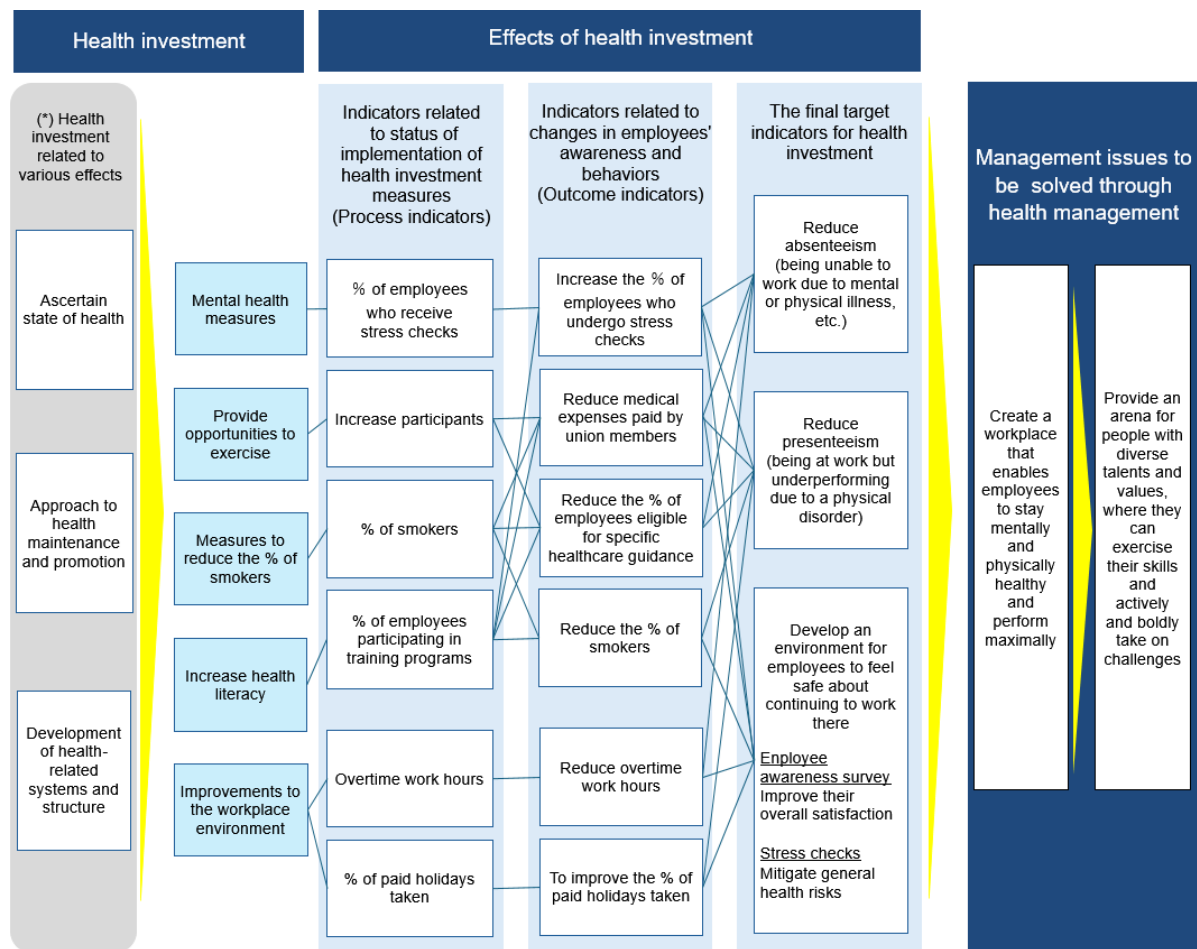 Health investment
Effects of health investment
(*) Health
investment
related to
various effects
Ascertain
state of health
Approach to
health
maintenance
and promotion
Development
of health-
related
systems and
structure
Mental health
measures
Provide
opportunities to
exercise
Measures to
reduce the % of
smokers
Increase health
literacy
Improvements to
the workplace
environment
Indicators related
to status of
implementation of
health investment
measures
(Process indicators)
% of employees
who receive
stress checks
Increase participants
% of smokers
% of employees
participating in
training programs
Overtime work hours
% of paid holidays
taken
Indicators related to
changes in employees'
awareness and
behaviors
(Outcome indicators)
Increase the % of
employees who
undergo stress
checks
Reduce medical
expenses paid by
union members
Reduce the % of
employees eligible
for specific
healthcare guidance
Reduce the % of
smokers
Reduce overtime
work hours
To improve the % of
paid holidays taken
The final target
indicators for health
investment
Reduce
absenteeism
(being unable to
work due to mental
or physical illness,
etc.)
Reduce
presenteeism
(being at work but
underperforming
due to a physical
disorder)
Develop an
environment for
employees to feel
safe about
continuing to work
there
Enployee
awareness survey
Improve their
overall satisfaction
Stress checks
Mitigate general
health risks
Management issues to
be solved through
health management
Create a
workplace
that
enables
employees
to stay
mentally
and
physically
healthy
and
perform
maximally
Provide an
arena for
people with
diverse
talents and
values,
where they
can
exercise
their skills
and
actively
and boldly
take on
challenges